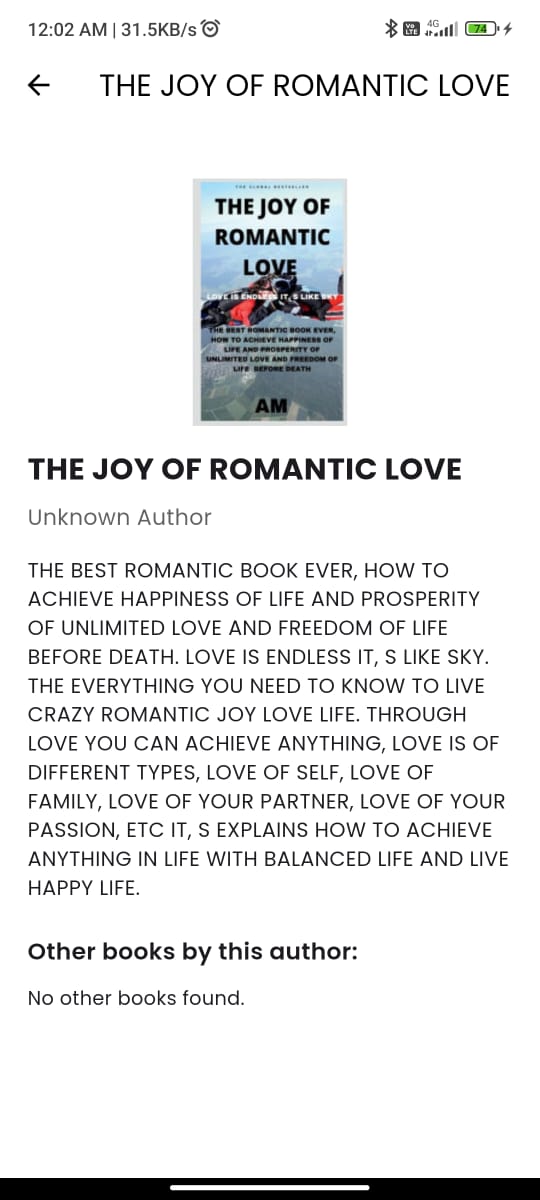 12:02 AM | 31.5KB/s
Vo LTE 4G 74
THE JOY OF ROMANTIC LOVE
THE GLOBAL BESTSELLER
THE JOY OF
ROMANTIC
LOVE
LOVE IS ENDLESS IT, S LIKE SKY
THE BEST ROMANTIC BOOK EVER,
HOW TO ACHIEVE HAPPINESS OF
LIFE AND PROSPERITY OF
UNLIMITED LOVE AND FREEDOM OF
LIFE BEFORE DEATH
AM
THE JOY OF ROMANTIC LOVE
Unknown Author
THE BEST ROMANTIC BOOK EVER, HOW TO
ACHIEVE HAPPINESS OF LIFE AND PROSPERITY
OF UNLIMITED LOVE AND FREEDOM OF LIFE
BEFORE DEATH. LOVE IS ENDLESS IT, S LIKE SKY.
THE EVERYTHING YOU NEED TO KNOW TO LIVE
CRAZY ROMANTIC JOY LOVE LIFE. THROUGH
LOVE YOU CAN ACHIEVE ANYTHING, LOVE IS OF
DIFFERENT TYPES, LOVE OF SELF, LOVE OF
FAMILY, LOVE OF YOUR PARTNER, LOVE OF YOUR
PASSION, ETC IT, S EXPLAINS HOW TO ACHIEVE
ANYTHING IN LIFE WITH BALANCED LIFE AND LIVE
HAPPY LIFE.
Other books by this author:
No other books found.